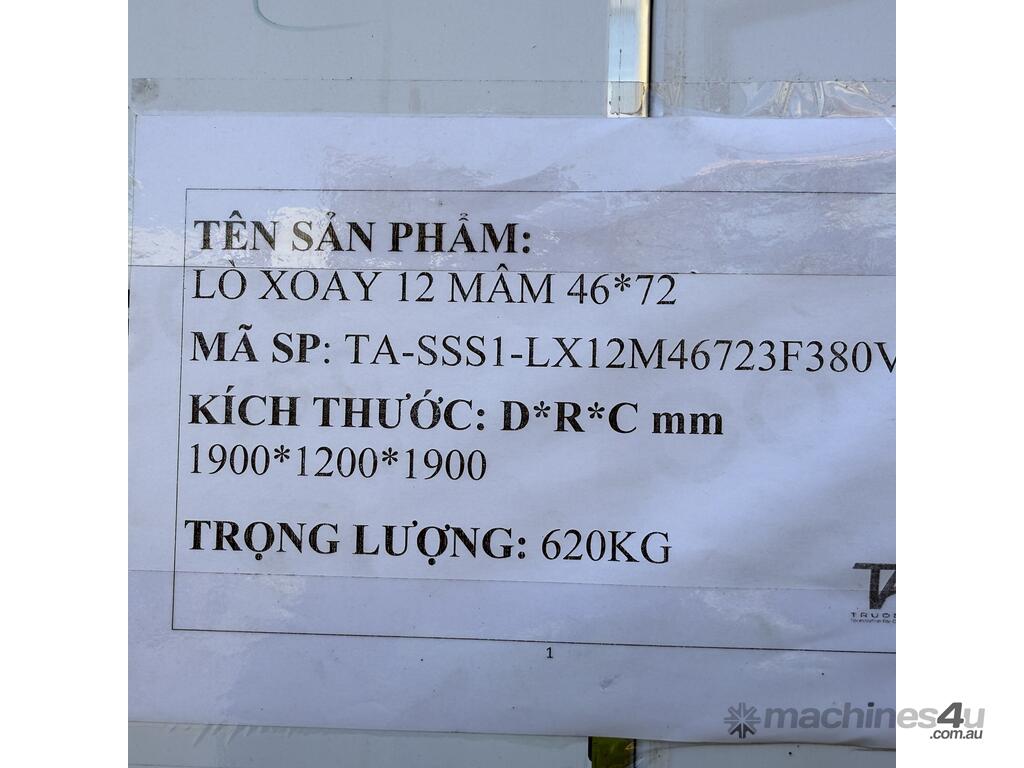 TÊN SẢN PHẨM:
LÒ XOAY 12 MÂM 46*72
MÃ SP: TA-SSS1-LX12M46723F380V
KÍCH THƯỚC: D*R*C mm
1900*1200*1900
TRỌNG LƯỢNG: 620KG
1
machines4u
.com.au